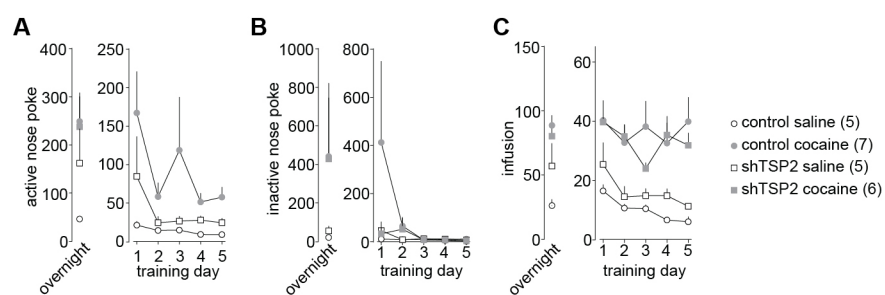 A
active nose poke
400
300
200
100
0
overnight
250
200
150
100
50
0
1 2 3 4 5
training day
B
inactive nose poke
1000
800
600
400
200
0
overnight
800
600
400
200
0
1 2 3 4 5
training day
C
infusion
150
100
50
0
overnight
60
40
20
0
1 2 3 4 5
training day
control saline (5)
control cocaine (7)
shTSP2 saline (5)
shTSP2 cocaine (6)